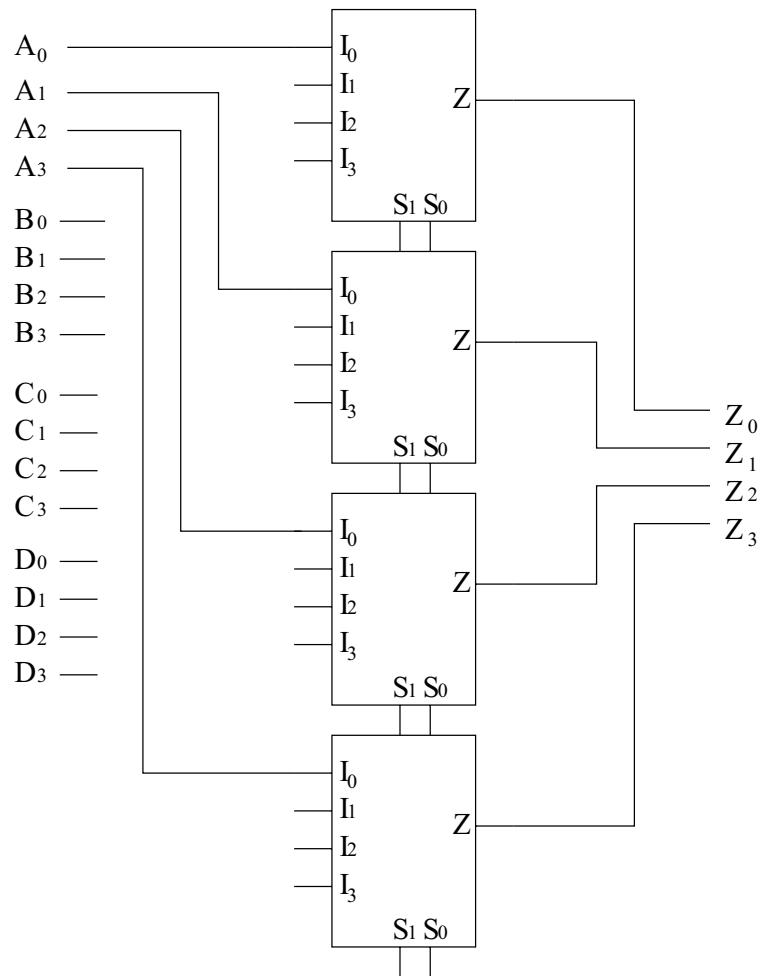 A₀
A₁
A₂
A₃
B₀
B₁
B₂
B₃
C₀
C₁
C₂
C₃
D₀
D₁
D₂
D₃
I₀
I₁
I₂
I₃
Z
S₁ S₀
I₀
I₁
I₂
I₃
Z
S₁ S₀
I₀
I₁
I₂
I₃
Z
S₁ S₀
I₀
I₁
I₂
I₃
Z
S₁ S₀
Z₀
Z₁
Z₂
Z₃